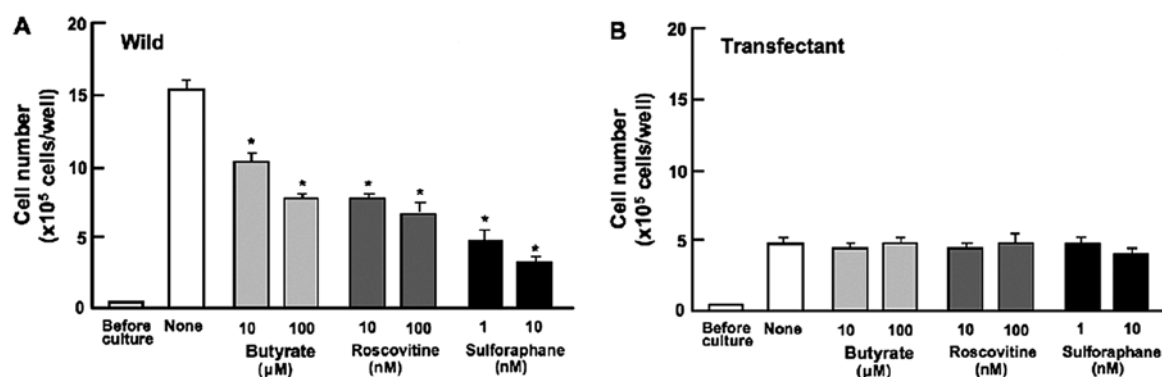 A
Wild
Cell number
(x10⁵ cells/well)
20
15
10
5
0
*
*
*
*
*
*
Before
culture
None
10
100
10
100
1
10
Butyrate
(μM)
Roscovitine
(nM)
Sulforaphane
(nM)
B
Transfectant
Cell number
(x10⁵ cells/well)
20
15
10
5
0
Before
culture
None
10
100
10
100
1
10
Butyrate
(μM)
Roscovitine
(nM)
Sulforaphane
(nM)